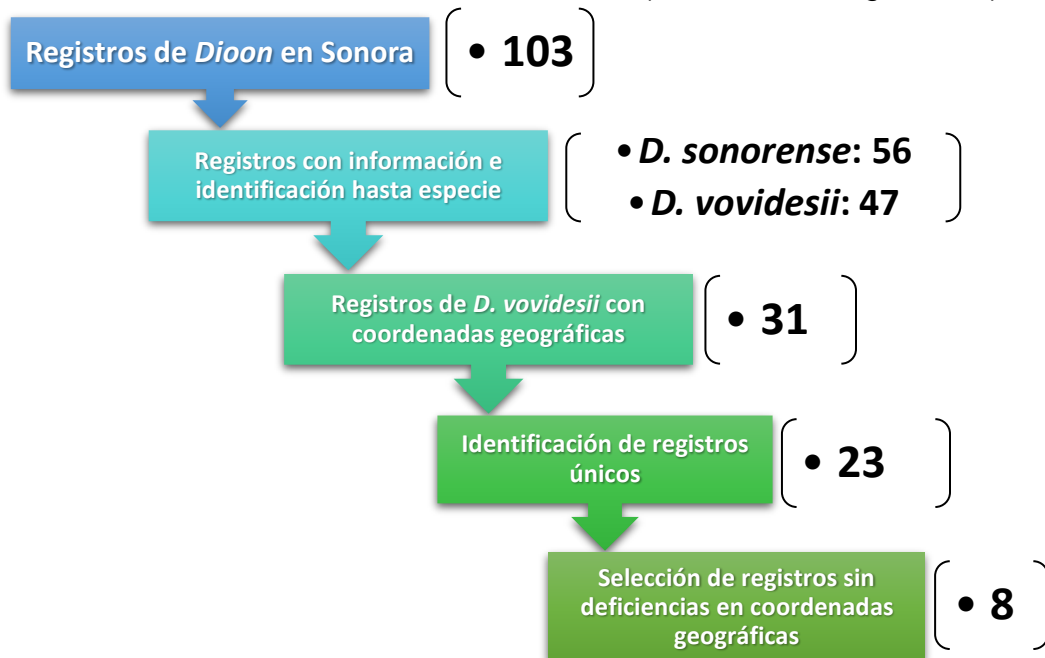 Registros de Dioon en Sonora
• 103
Registros con información e
identificación hasta especie
• D. sonorense: 56
• D. vovidesii: 47
Registros de D. vovidesii con
coordenadas geográficas
• 31
Identificación de registros
únicos
• 23
Selección de registros sin
deficiencias en coordenadas
geográficas
• 8